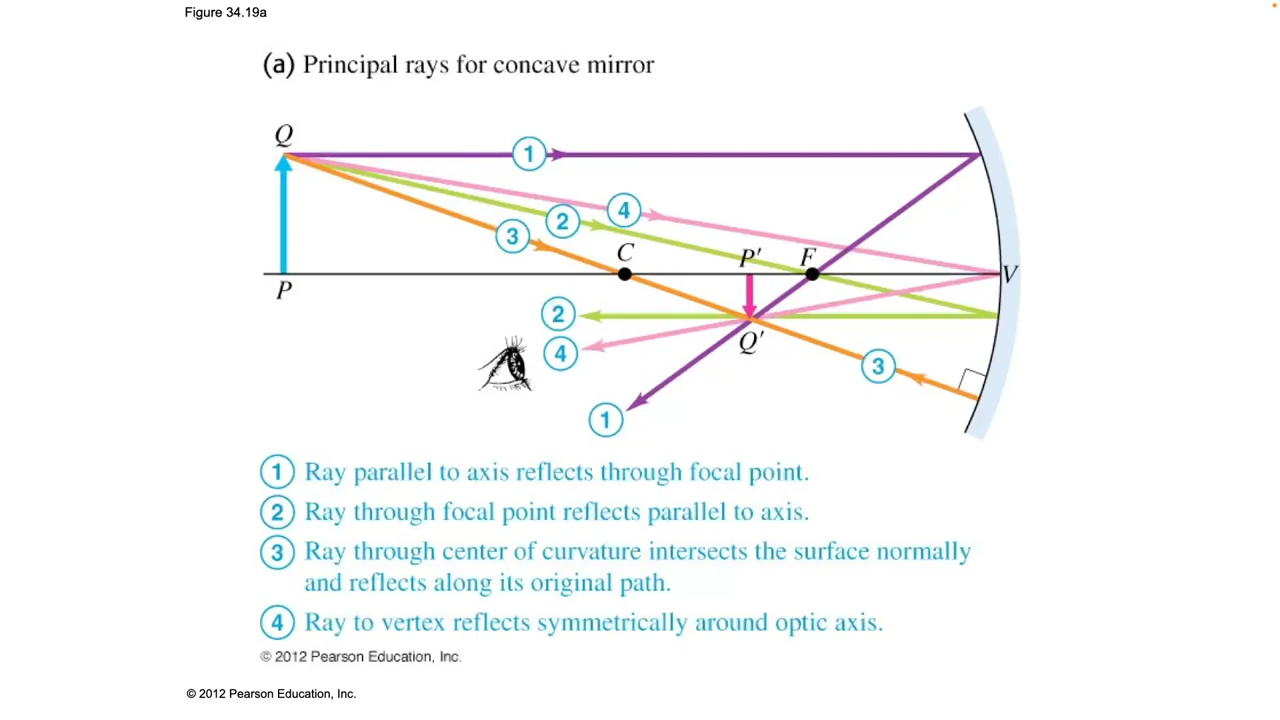 Figure 34.19a
(a) Principal rays for concave mirror
Q
1
4
2
3
C
P′
F
P
V
2
4
Q′
3
1
1 Ray parallel to axis reflects through focal point.
2 Ray through focal point reflects parallel to axis.
3 Ray through center of curvature intersects the surface normally
and reflects along its original path.
4 Ray to vertex reflects symmetrically around optic axis.
© 2012 Pearson Education, Inc.
© 2012 Pearson Education, Inc.